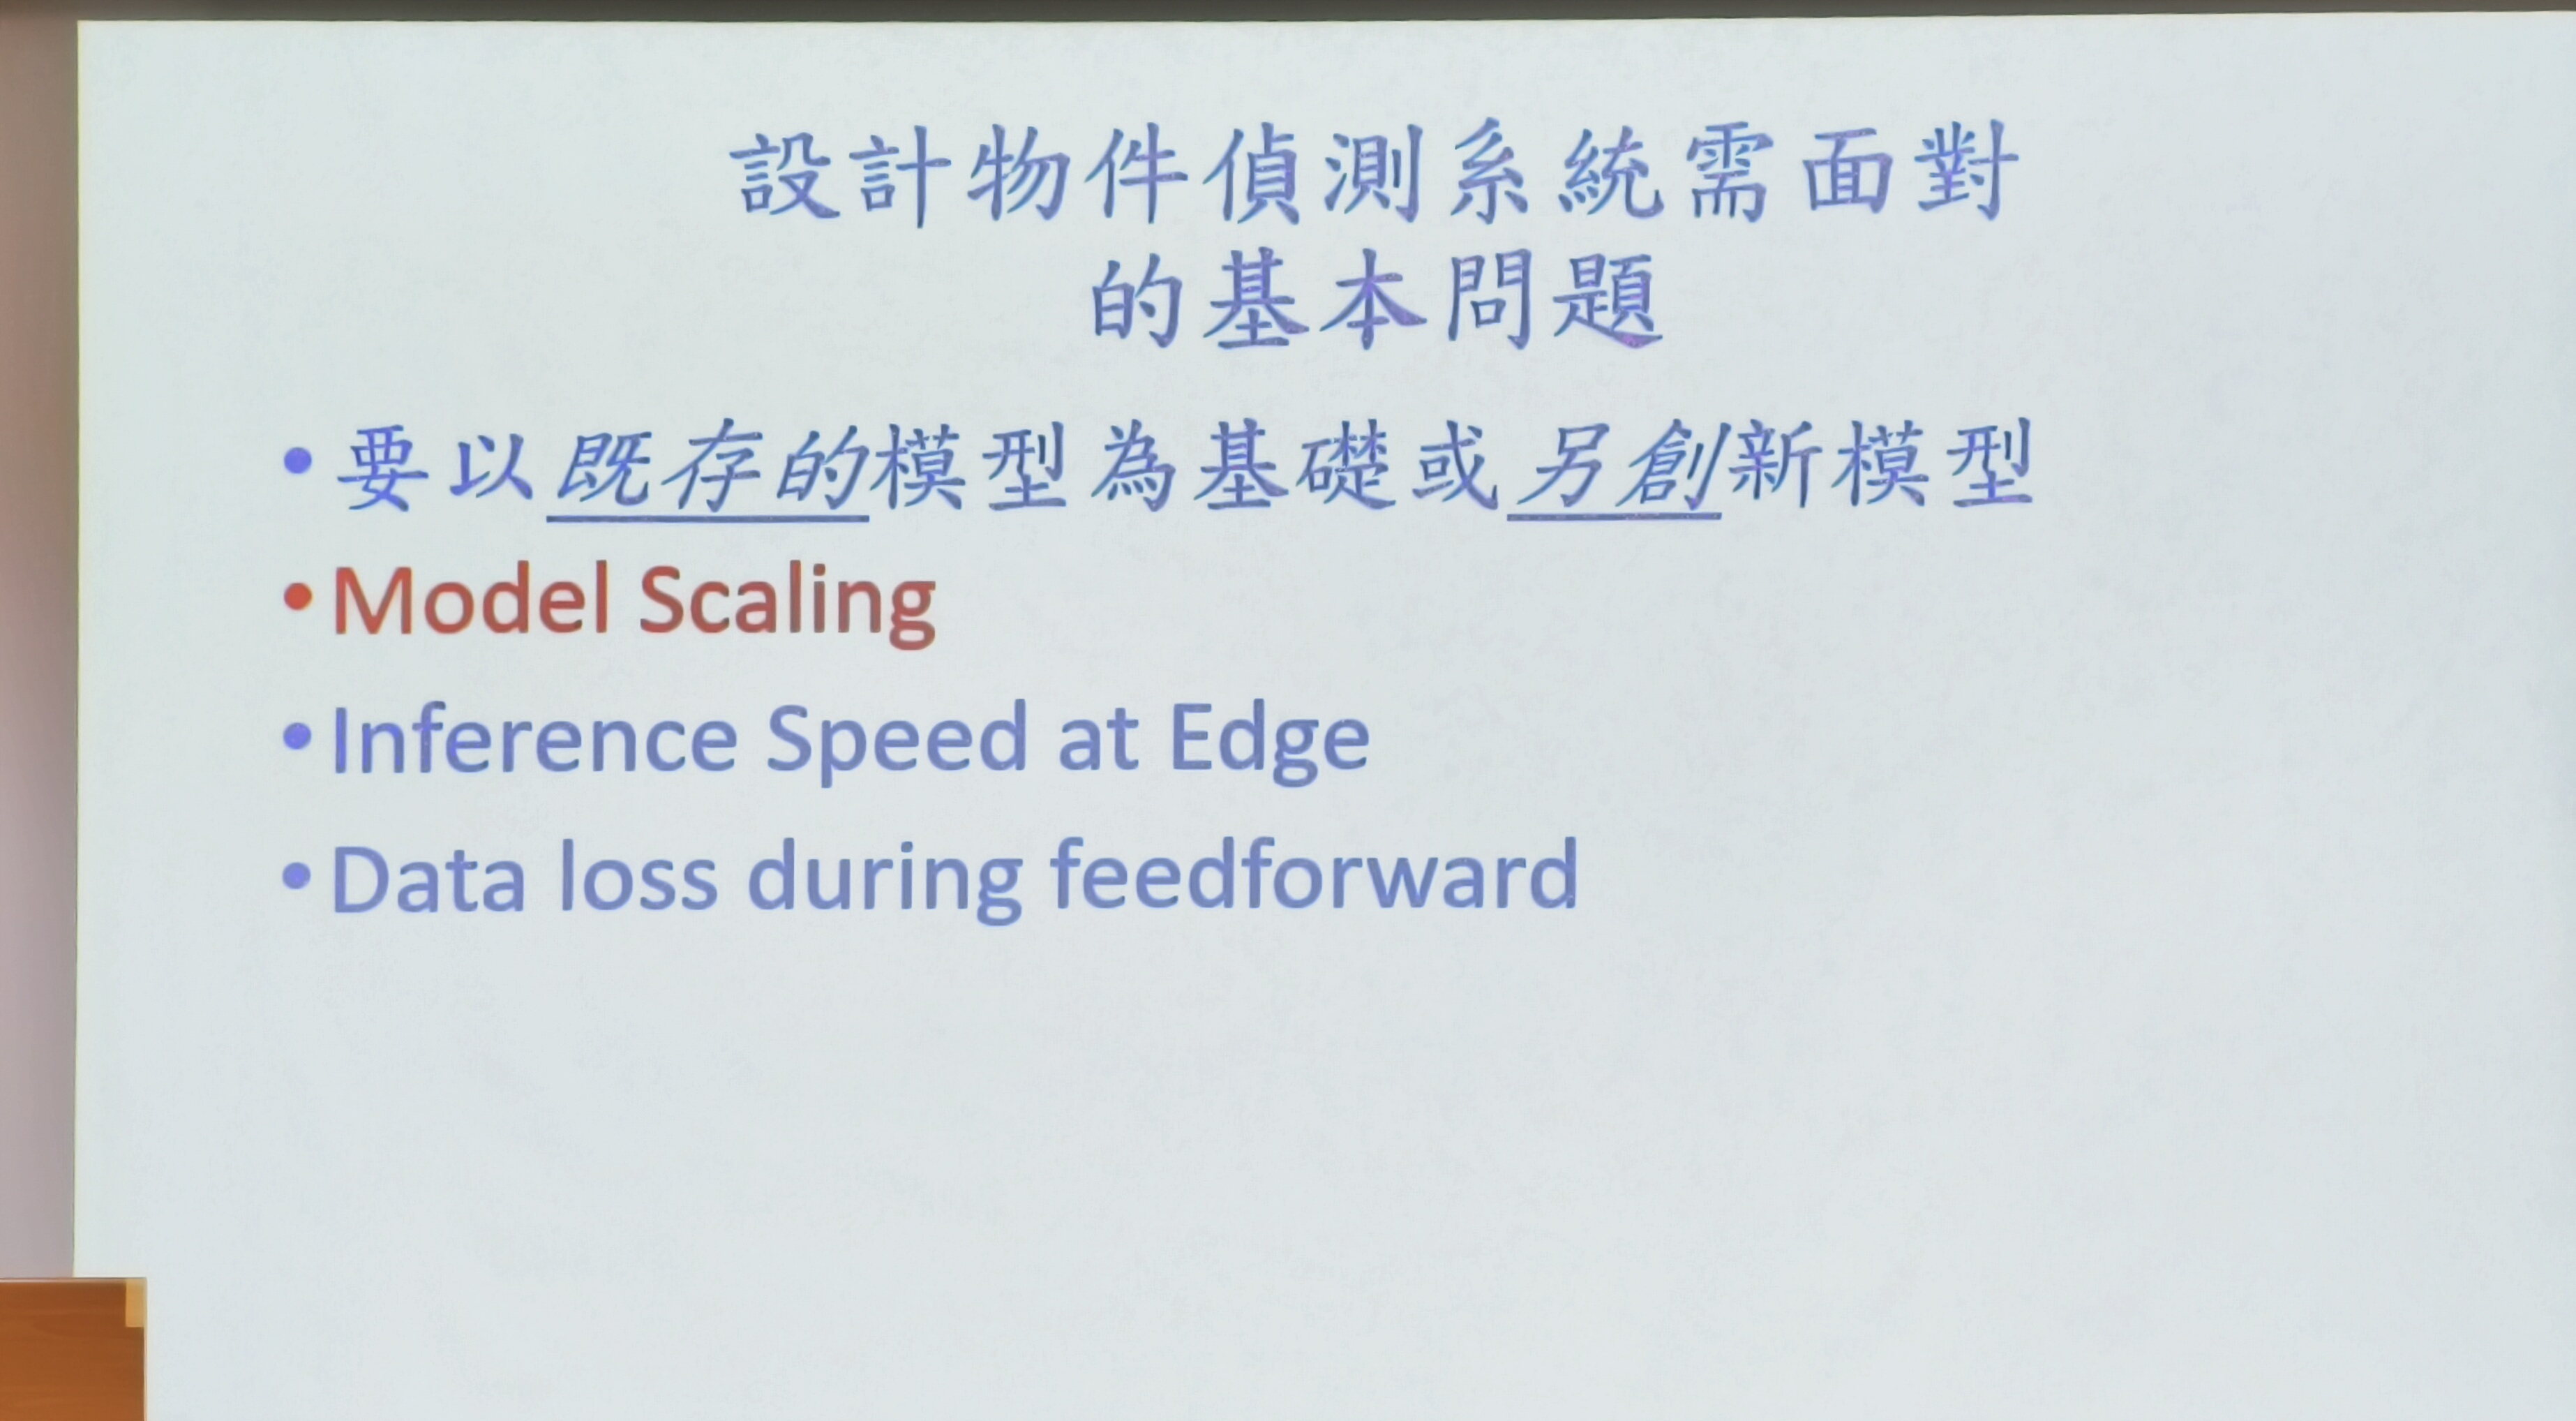 設計物件偵測系統需面對
的基本問題
• 要以既存的模型為基礎或另創新模型
• Model Scaling
• Inference Speed at Edge
• Data loss during feedforward